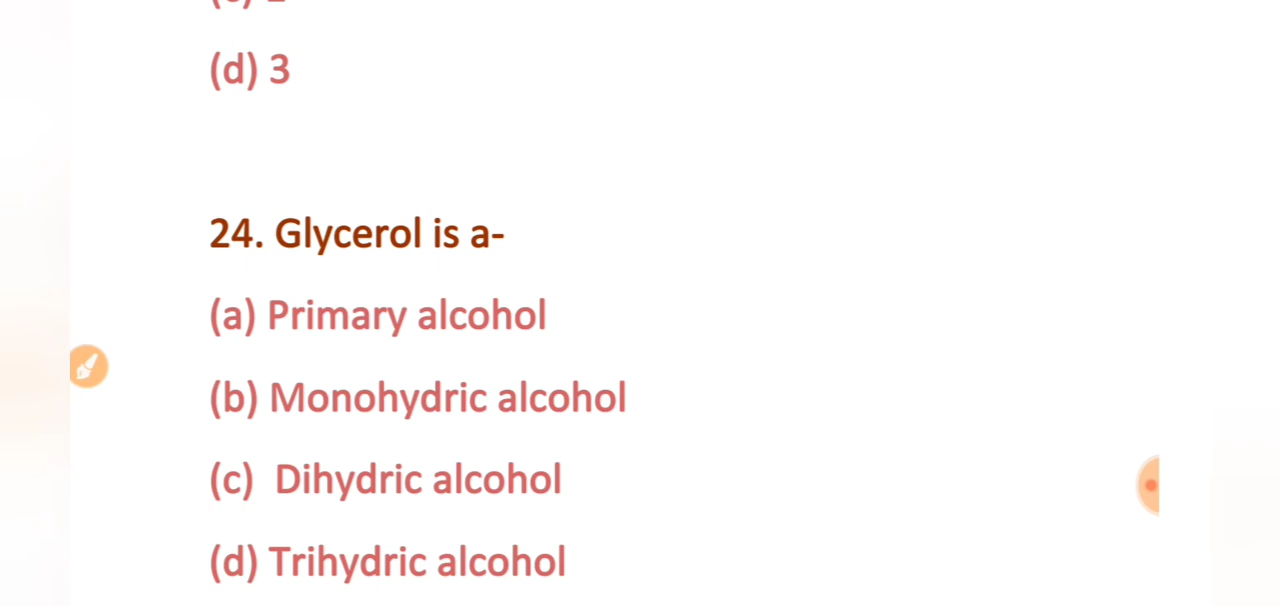 (d) 3
24. Glycerol is a-
(a) Primary alcohol
(b) Monohydric alcohol
(c) Dihydric alcohol
(d) Trihydric alcohol